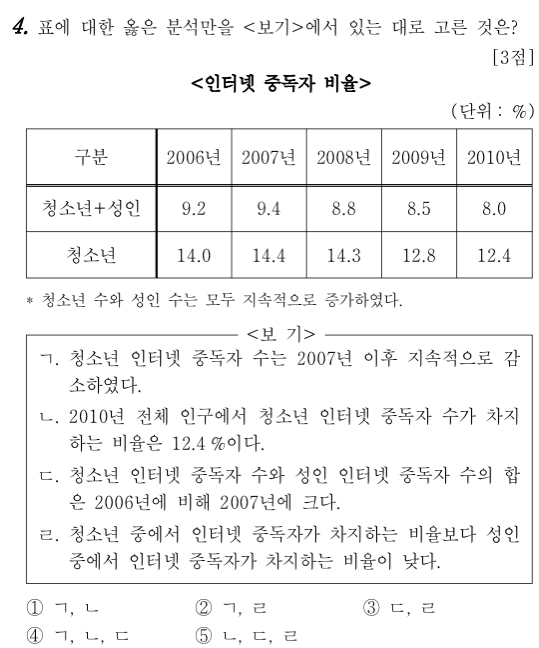 4. 표에 대한 옳은 분석만을 <보기>에서 있는 대로 고른 것은?
[3점]
<인터넷 중독자 비율>
(단위 : %)
구분 2006년 2007년 2008년 2009년 2010년
청소년+성인 9.2 9.4 8.8 8.5 8.0
청소년 14.0 14.4 14.3 12.8 12.4
* 청소년 수와 성인 수는 모두 지속적으로 증가하였다.
<보 기>
ㄱ. 청소년 인터넷 중독자 수는 2007년 이후 지속적으로 감
소하였다.
ㄴ. 2010년 전체 인구에서 청소년 인터넷 중독자 수가 차지
하는 비율은 12.4 %이다.
ㄷ. 청소년 인터넷 중독자 수와 성인 인터넷 중독자 수의 합
은 2006년에 비해 2007년에 크다.
ㄹ. 청소년 중에서 인터넷 중독자가 차지하는 비율보다 성인
중에서 인터넷 중독자가 차지하는 비율이 낮다.
① ㄱ, ㄴ ② ㄱ, ㄹ ③ ㄷ, ㄹ
④ ㄱ, ㄴ, ㄷ ⑤ ㄴ, ㄷ, ㄹ